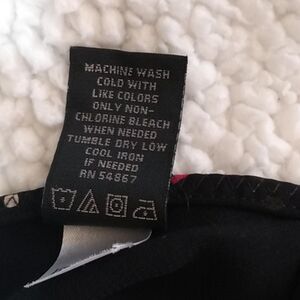 MACHINE WASH
COLD WITH
LIKE COLORS
ONLY NON-
CHLORINE BLEACH
WHEN NEEDED
TUMBLE DRY LOW
COOL IRON
IF NEEDED
RN 54867